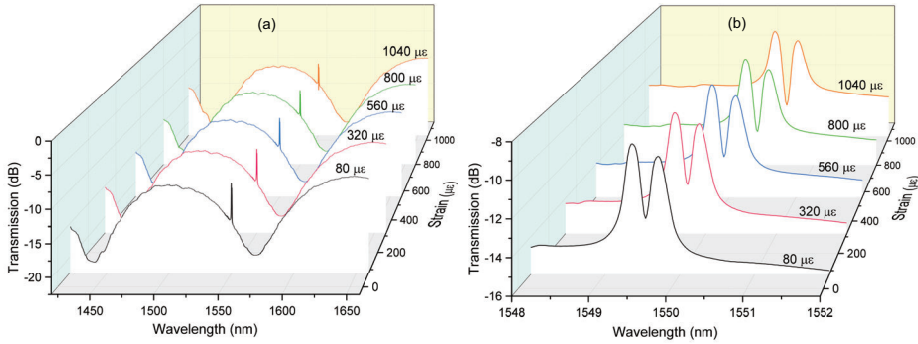 (a)
1040 με
800 με
560 με
320 με
80 με
0
-5
-10
-15
-20
Transmission (dB)
1450
1500
1550
1600
1650
Wavelength (nm)
0
200
400
600
800
1000
Strain (με)
(b)
1040 με
800 με
560 με
320 με
80 με
-8
-10
-11
-12
-14
-16
Transmission (dB)
1548
1549
1550
1551
1552
Wavelength (nm)
0
200
400
600
800
1000
Strain (με)